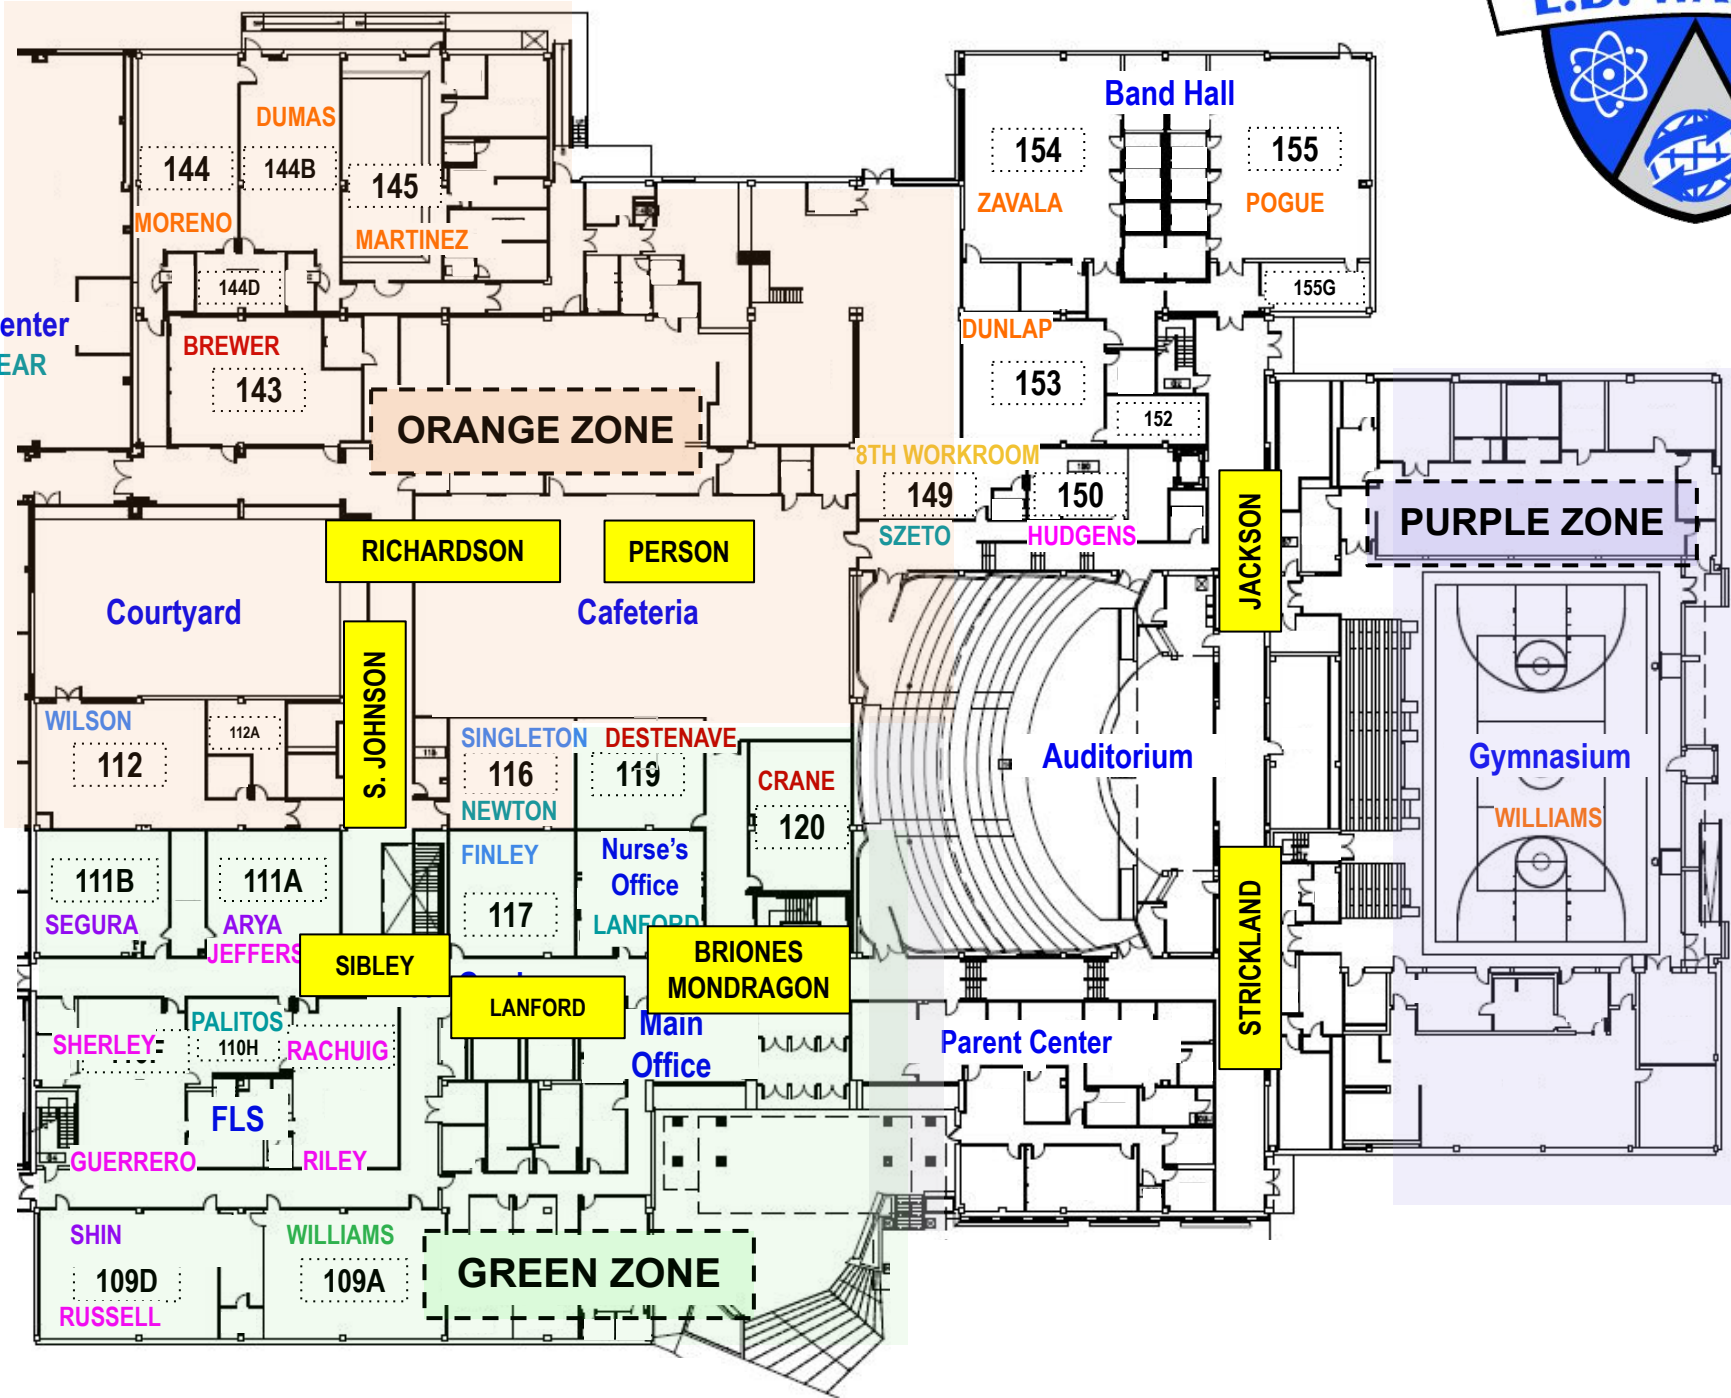 Band Hall
DUMAS
144
144B
145
154
155
MORENO
MARTINEZ
ZAVALA
POGUE
144D
155G
BREWER
143
DUNLAP
153
152
ORANGE ZONE
8TH WORKROOM
149
150
SZETO
HUDGENS
JACKSON
PURPLE ZONE
RICHARDSON
PERSON
Courtyard
Cafeteria
S. JOHNSON
WILSON
112
112A
SINGLETON
116
NEWTON
DESTENAVE
119
CRANE
120
Auditorium
Gymnasium
WILLIAMS
111B
SEGURA
111A
ARYA
JEFFERS
FINLEY
117
Nurse's
Office
LANFORD
SIBLEY
LANFORD
BRIONES
MONDRAGON
STRICKLAND
Main
Office
Parent Center
SHERLEY
PALITOS
110H
RACHUIG
FLS
GUERRERO
RILEY
SHIN
109D
RUSSELL
WILLIAMS
109A
GREEN ZONE